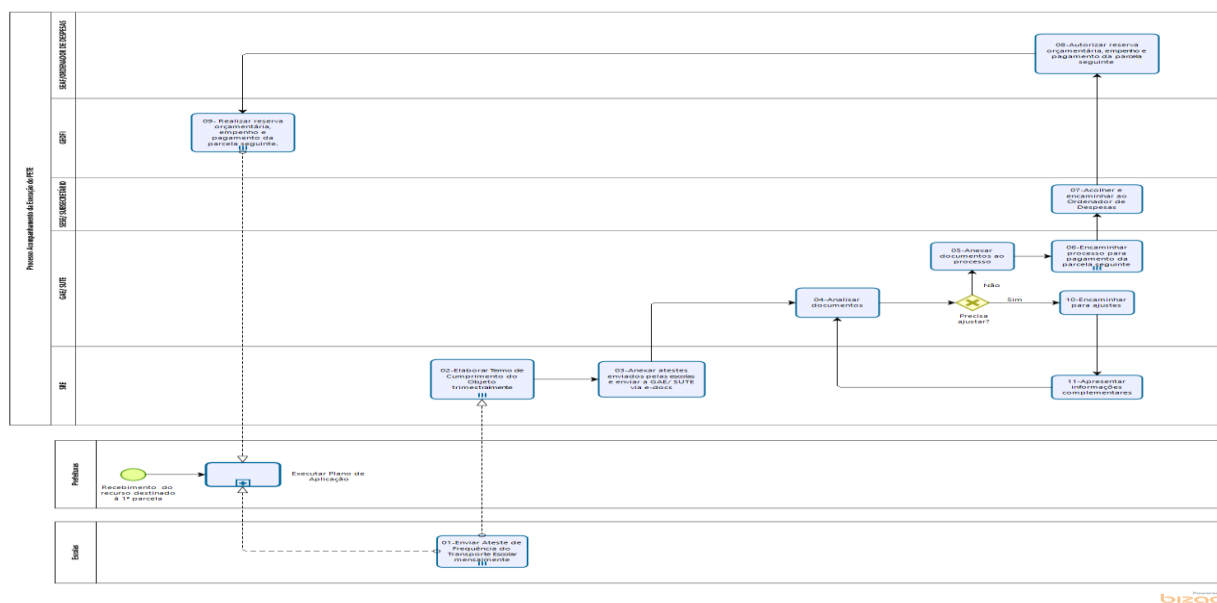 Processo Acompanhamento da Execução do PETE
SEAF/ORDENADOR DE DESPESAS
08-Autorizar reserva
orçamentária, empenho e
pagamento da parcela
seguinte
GEOFI
09- Realizar reserva
orçamentária,
empenho e
pagamento da
parcela seguinte.
SESE/ SUBSECRETÁRIO
07-Acolher e
encaminhar ao
Ordenador de
Despesas
GAE/ SUTE
05-Anexar
documentos ao
processo
06-Encaminhar
processo para
pagamento da
parcela seguinte
Não
04-Analisar
documentos
Sim
Precisa
ajustar?
10-Encaminhar
para ajustes
SRE
02-Elaborar Termo de
Cumprimento do
Objeto
trimestralmente
03-Anexar atestes
enviados pelas escolas
e enviar à GAE/ SUTE
via e-docs
11-Apresentar
informações
complementares
Prefeituras
Recebimento do
recurso destinado
à 1ª parcela
Executar Plano de
Aplicação
Escolas
01-Enviar Ateste de
Frequência do
Transporte Escolar
mensalmente